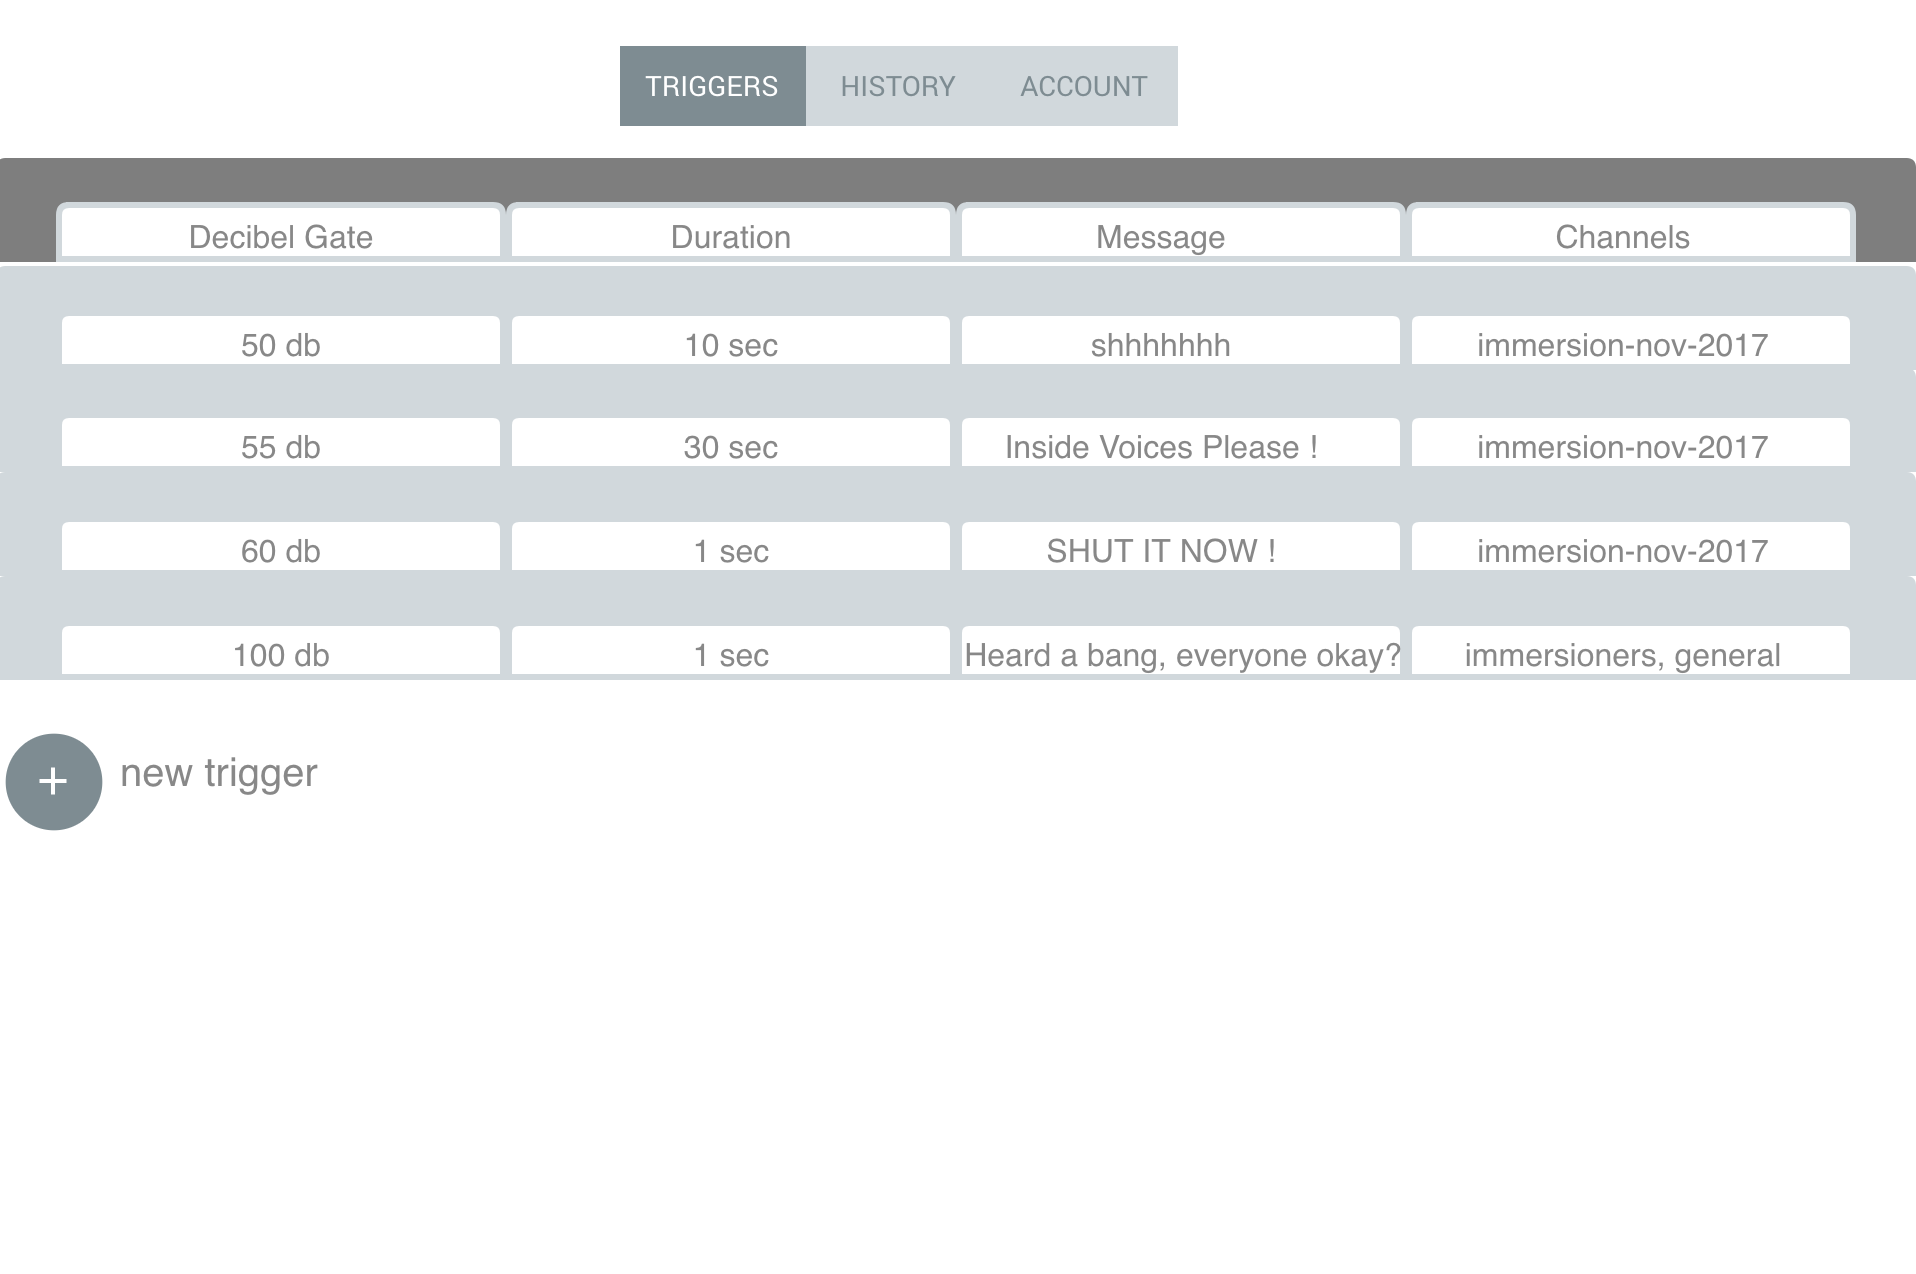 TRIGGERS HISTORY ACCOUNT
Decibel Gate Duration Message Channels
50 db 10 sec shhhhhhh immersion-nov-2017
55 db 30 sec Inside Voices Please ! immersion-nov-2017
60 db 1 sec SHUT IT NOW ! immersion-nov-2017
100 db 1 sec Heard a bang, everyone okay? immersioners, general
+ new trigger